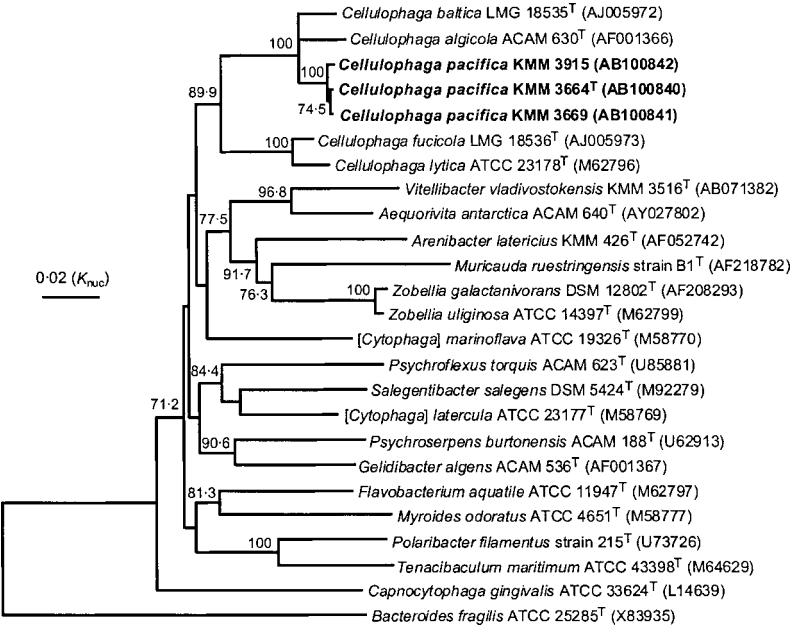 Cellulophaga baltica LMG 18535T (AJ005972)
100
Cellulophaga algicola ACAM 630T (AF001366)
100
Cellulophaga pacifica KMM 3915 (AB100842)
89·9
Cellulophaga pacifica KMM 3664T (AB100840)
74·5
Cellulophaga pacifica KMM 3669 (AB100841)
100
Cellulophaga fucicola LMG 18536T (AJ005973)
Cellulophaga lytica ATCC 23178T (M62796)
96·8
Vitellibacter vladivostokensis KMM 3516T (AB071382)
77·5
Aequorivita antarctica ACAM 640T (AY027802)
Arenibacter latericius KMM 426T (AF052742)
91·7
Muricauda ruestringensis strain B1T (AF218782)
0·02 (Knuc)
76·3
100
Zobellia galactanivorans DSM 12802T (AF208293)
Zobellia uliginosa ATCC 14397T (M62799)
[Cytophaga] marinoflava ATCC 19326T (M58770)
84·4
Psychroflexus torquis ACAM 623T (U85881)
Salegentibacter salegens DSM 5424T (M92279)
71·2
[Cytophaga] latercula ATCC 23177T (M58769)
90·6
Psychroserpens burtonensis ACAM 188T (U62913)
Gelidibacter algens ACAM 536T (AF001367)
81·3
Flavobacterium aquatile ATCC 11947T (M62797)
Myroides odoratus ATCC 4651T (M58777)
100
Polaribacter filamentus strain 215T (U73726)
Tenacibaculum maritimum ATCC 43398T (M64629)
Capnocytophaga gingivalis ATCC 33624T (L14639)
Bacteroides fragilis ATCC 25285T (X83935)